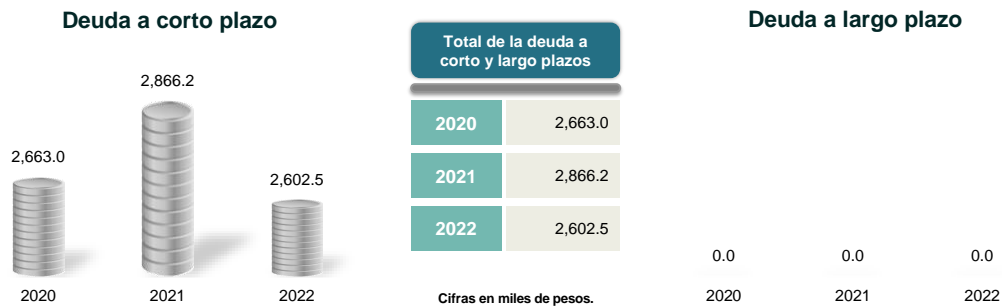 Deuda a corto plazo
2,866.2
2,663.0
2,602.5
2020 2021 2022
Total de la deuda a
corto y largo plazos
2020 2,663.0
2021 2,866.2
2022 2,602.5
Cifras en miles de pesos.
Deuda a largo plazo
0.0 0.0 0.0
2020 2021 2022